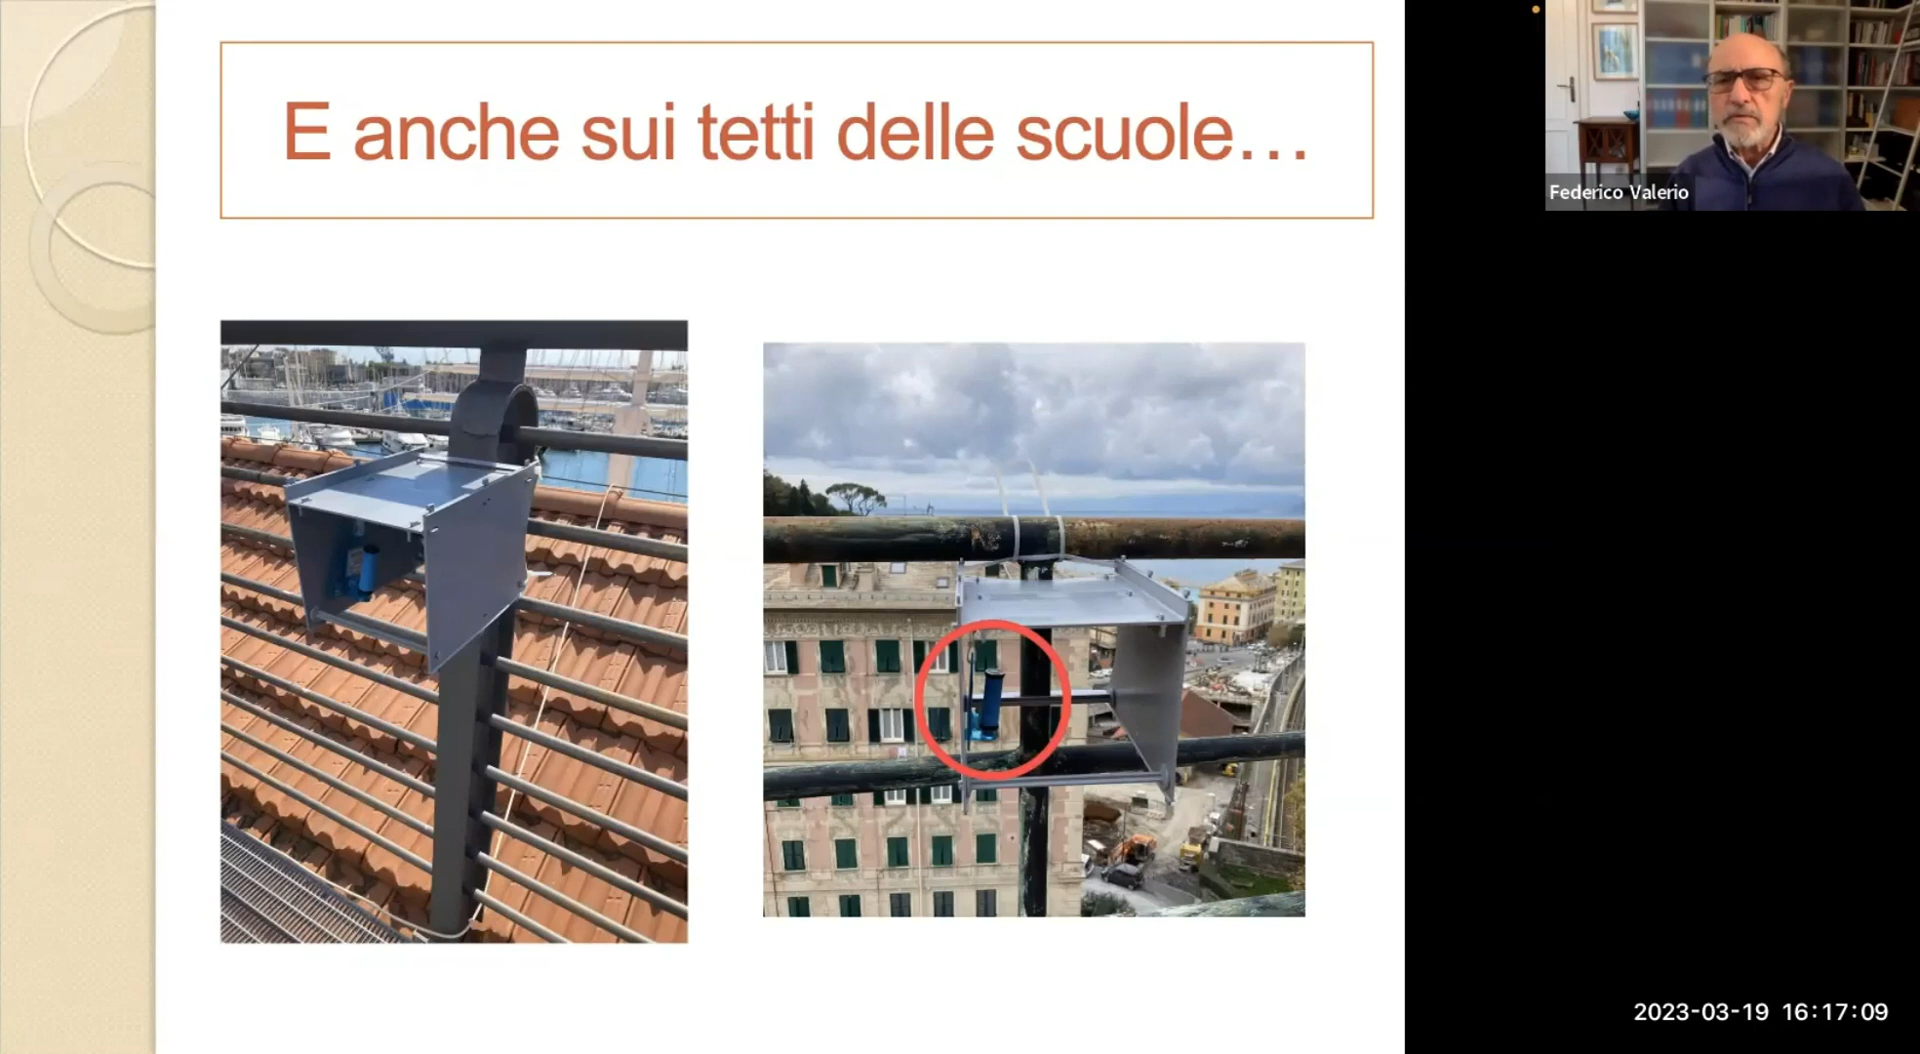 E anche sui tetti delle scuole…
Federico Valerio
2023-03-19 16:17:09